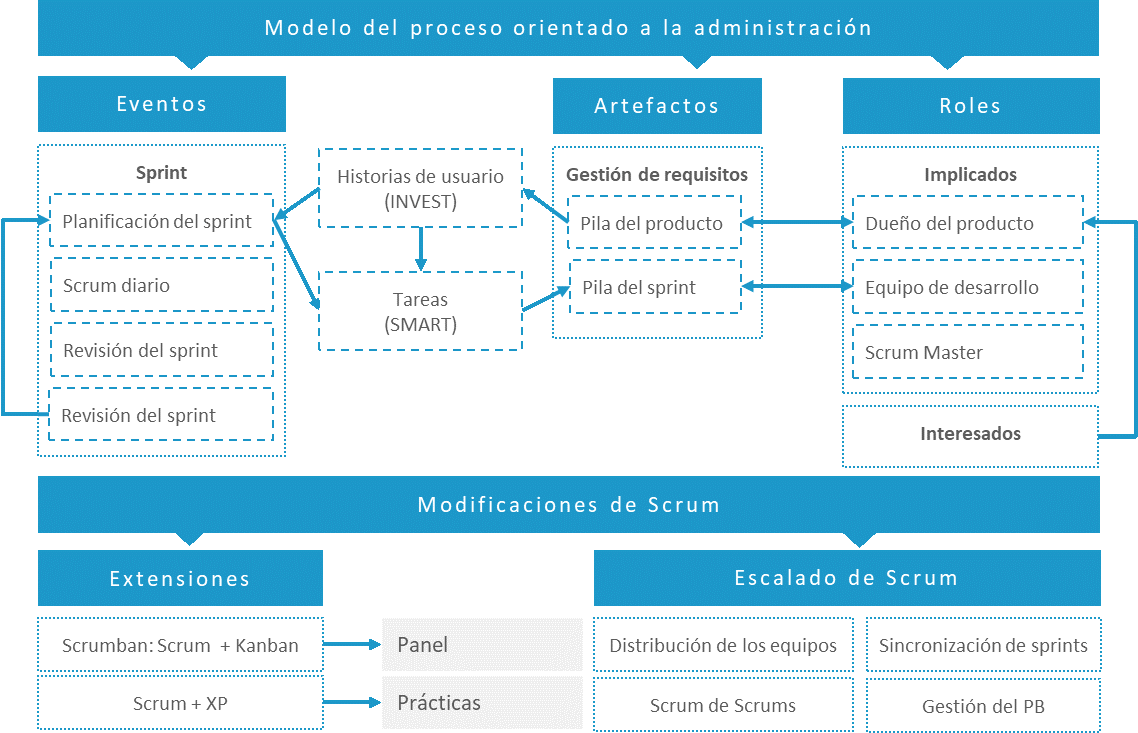 Modelo del proceso orientado a la administración
Eventos
Artefactos
Roles
Sprint
Planificación del sprint
Scrum diario
Revisión del sprint
Revisión del sprint
Historias de usuario
(INVEST)
Tareas
(SMART)
Gestión de requisitos
Pila del producto
Pila del sprint
Implicados
Dueño del producto
Equipo de desarrollo
Scrum Master
Interesados
Modificaciones de Scrum
Extensiones
Escalado de Scrum
Scrumban: Scrum + Kanban
Panel
Scrum + XP
Prácticas
Distribución de los equipos
Sincronización de sprints
Scrum de Scrums
Gestión del PB